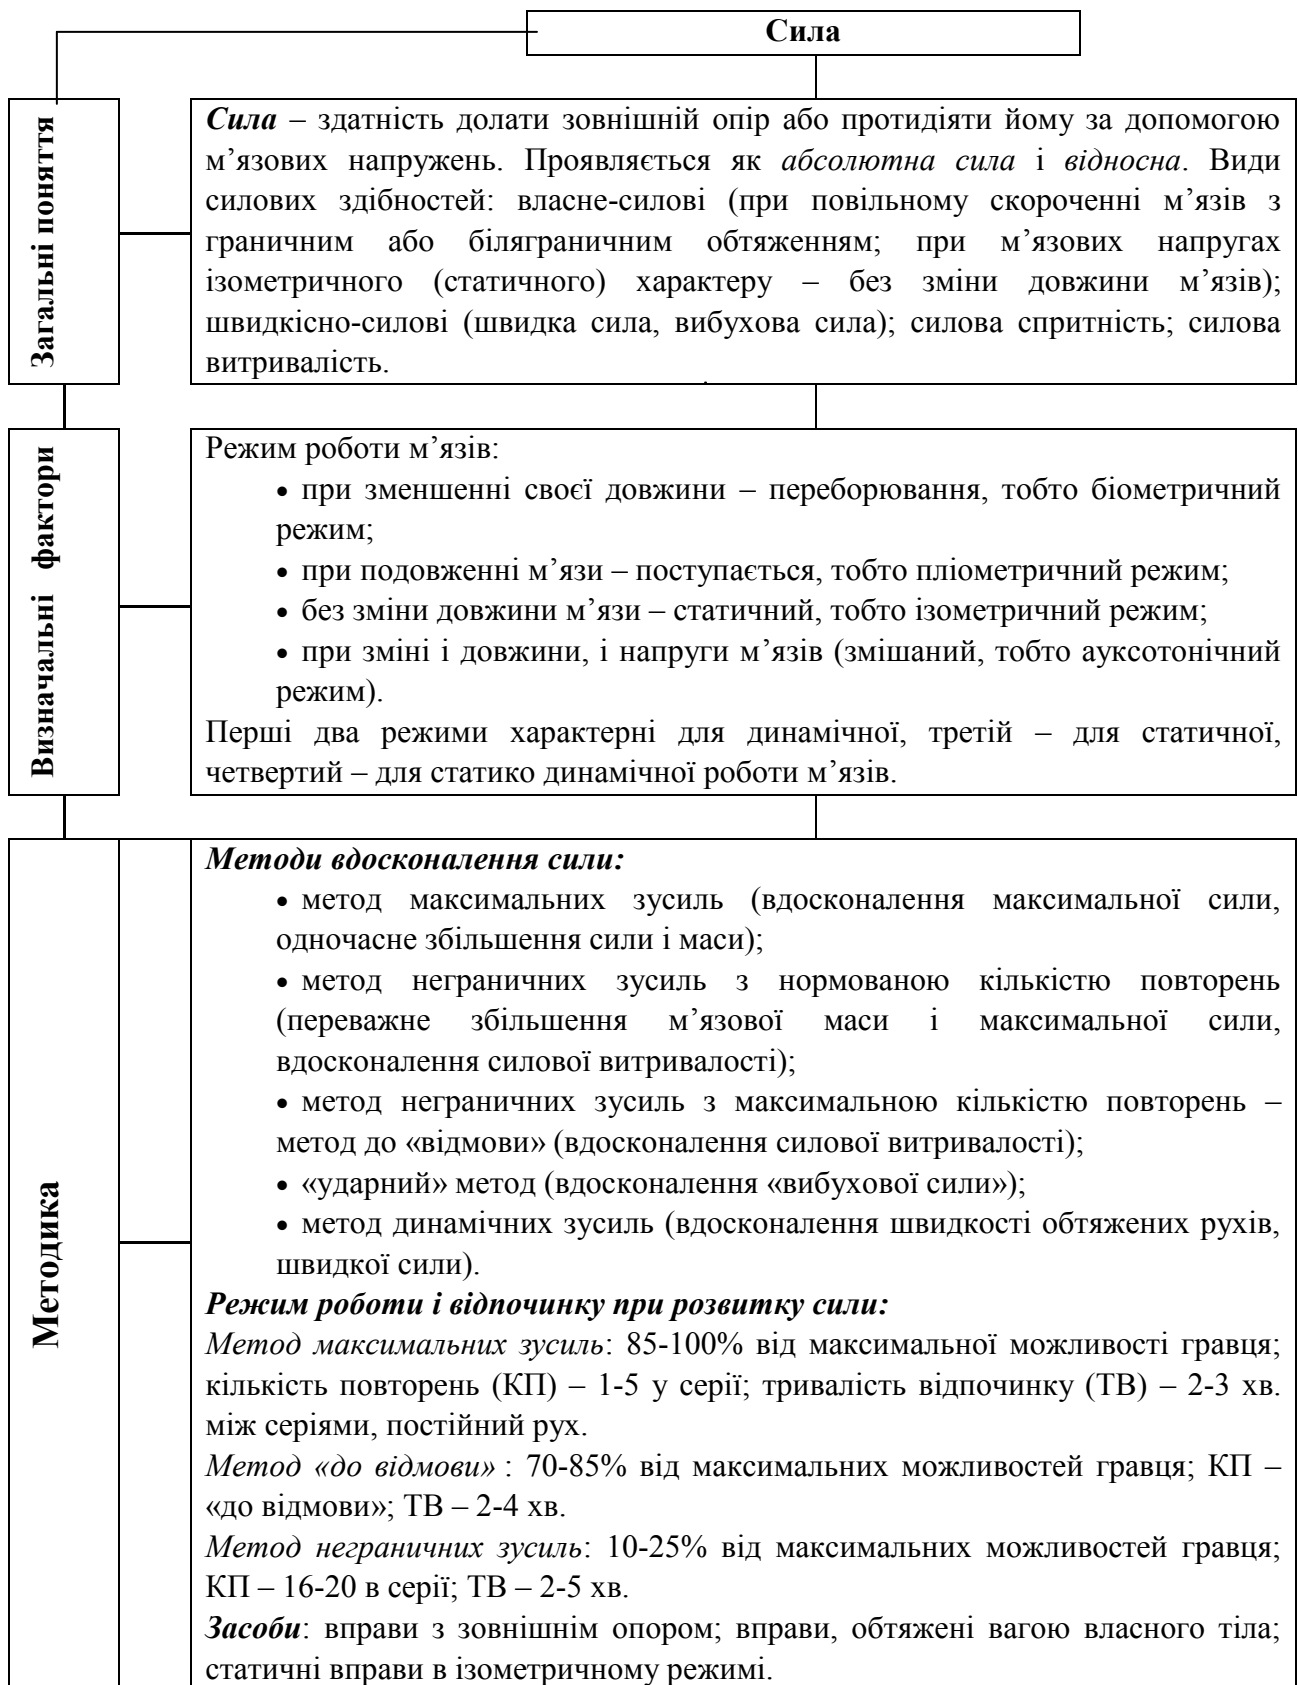 Сила
Загальні поняття
Сила – здатність долати зовнішній опір або протидіяти йому за допомогою
м’язових напружень. Проявляється як абсолютна сила і відносна. Види
силових здібностей: власне-силові (при повільному скороченні м’язів з
граничним або біляграничним обтяженням; при м’язових напругах
ізометричного (статичного) характеру – без зміни довжини м’язів);
швидкісно-силові (швидка сила, вибухова сила); силова спритність; силова
витривалість.
Визначальні фактори
Режим роботи м’язів:
• при зменшенні своєї довжини – переборювання, тобто біометричний
режим;
• при подовженні м’язи – поступається, тобто пліометричний режим;
• без зміни довжини м’язи – статичний, тобто ізометричний режим;
• при зміні і довжини, і напруги м’язів (змішаний, тобто ауксотонічний
режим).
Перші два режими характерні для динамічної, третій – для статичної,
четвертий – для статико динамічної роботи м’язів.
Методика
Методи вдосконалення сили:
• метод максимальних зусиль (вдосконалення максимальної сили,
одночасне збільшення сили і маси);
• метод неграничних зусиль з нормованою кількістю повторень
(переважне збільшення м’язової маси і максимальної сили,
вдосконалення силової витривалості);
• метод неграничних зусиль з максимальною кількістю повторень –
метод до «відмови» (вдосконалення силової витривалості);
• «ударний» метод (вдосконалення «вибухової сили»);
• метод динамічних зусиль (вдосконалення швидкості обтяжених рухів,
швидкої сили).
Режим роботи і відпочинку при розвитку сили:
Метод максимальних зусиль: 85-100% від максимальної можливості гравця;
кількість повторень (КП) – 1-5 у серії; тривалість відпочинку (ТВ) – 2-3 хв.
між серіями, постійний рух.
Метод «до відмови» : 70-85% від максимальних можливостей гравця; КП –
«до відмови»; ТВ – 2-4 хв.
Метод неграничних зусиль: 10-25% від максимальних можливостей гравця;
КП – 16-20 в серії; ТВ – 2-5 хв.
Засоби: вправи з зовнішнім опором; вправи, обтяжені вагою власного тіла;
статичні вправи в ізометричному режимі.